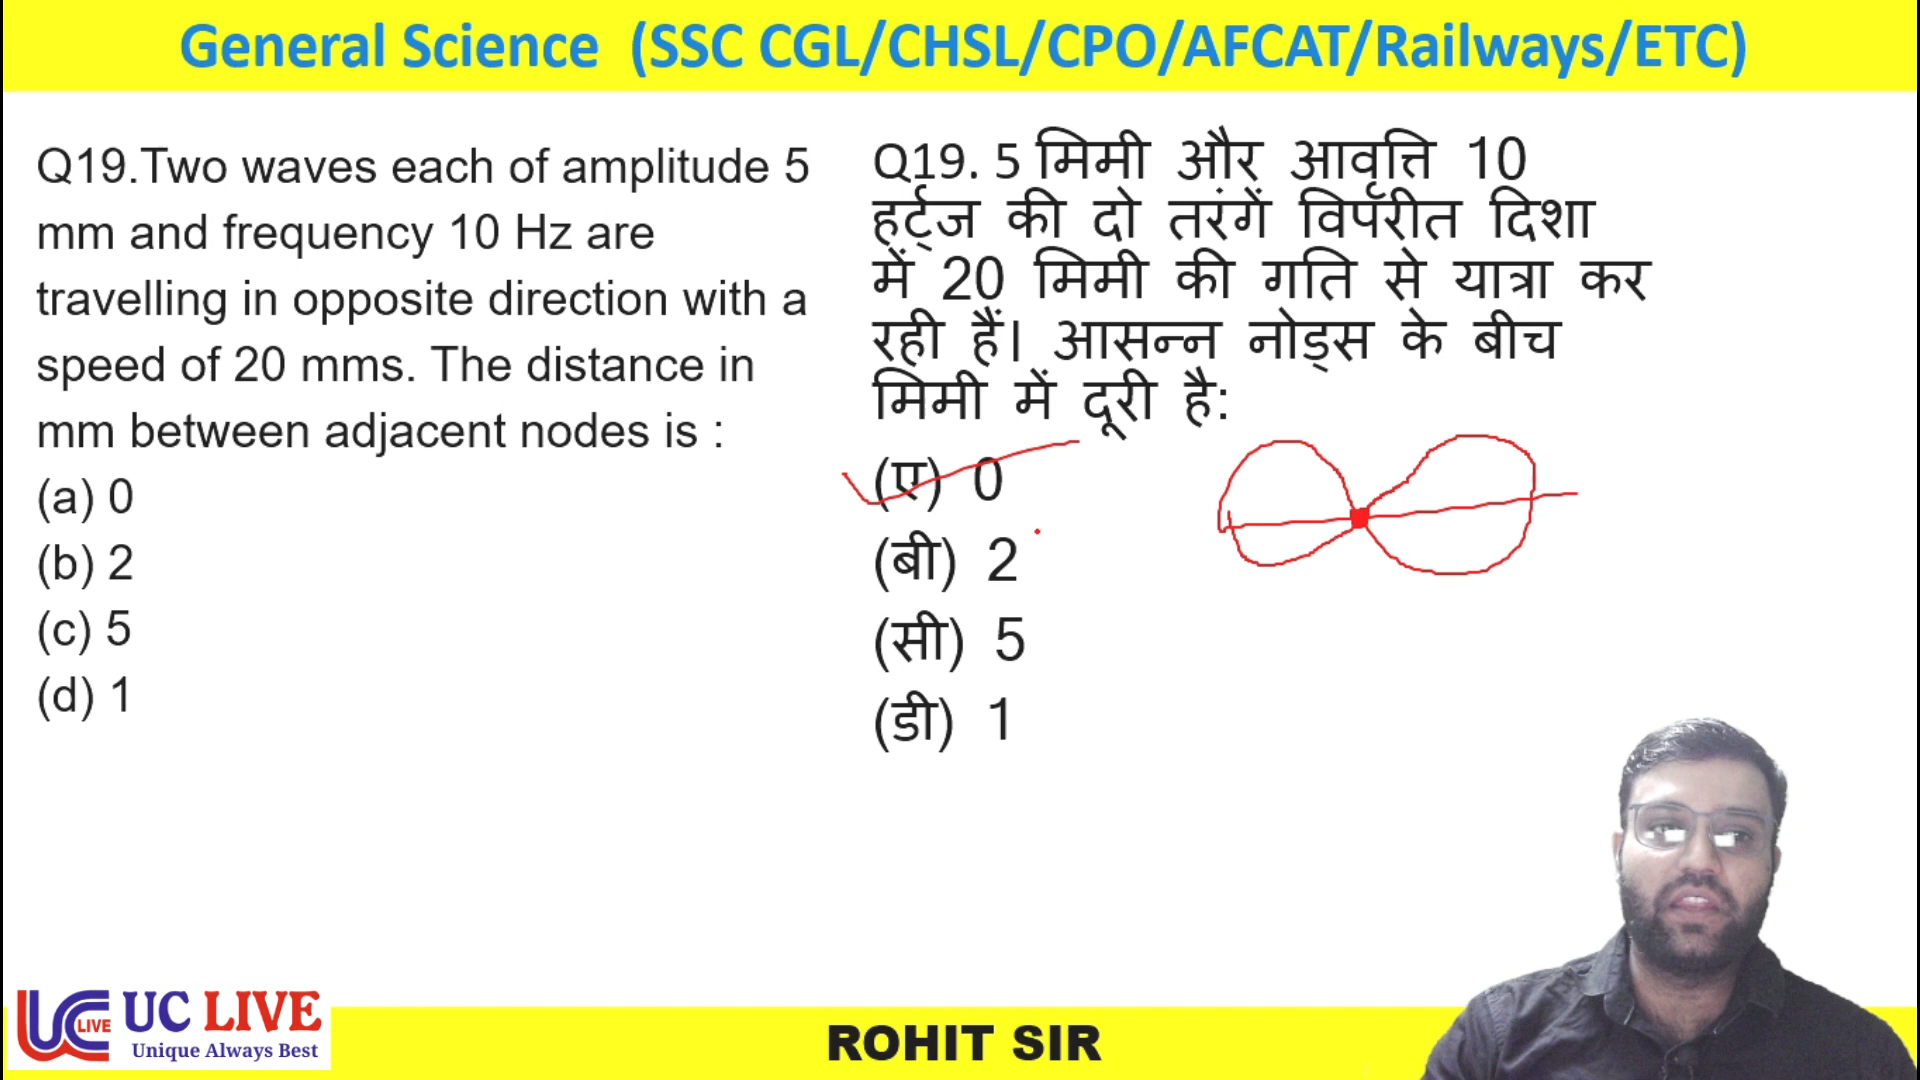 General Science (SSC CGL/CHSL/CPO/AFCAT/Railways/ETC)
Q19.Two waves each of amplitude 5
mm and frequency 10 Hz are
travelling in opposite direction with a
speed of 20 mms. The distance in
mm between adjacent nodes is :
(a) 0
(b) 2
(c) 5
(d) 1
Q19. 5 मिमी और आवृत्ति 10
हर्ट्ज की दो तरंगें विपरीत दिशा
में 20 मिमी की गति से यात्रा कर
रही हैं। आसन्न नोड्स के बीच
मिमी में दूरी है:
(ए) 0
(बी) 2
(सी) 5
(डी) 1
LIVE UC LIVE
Unique Always Best
ROHIT SIR